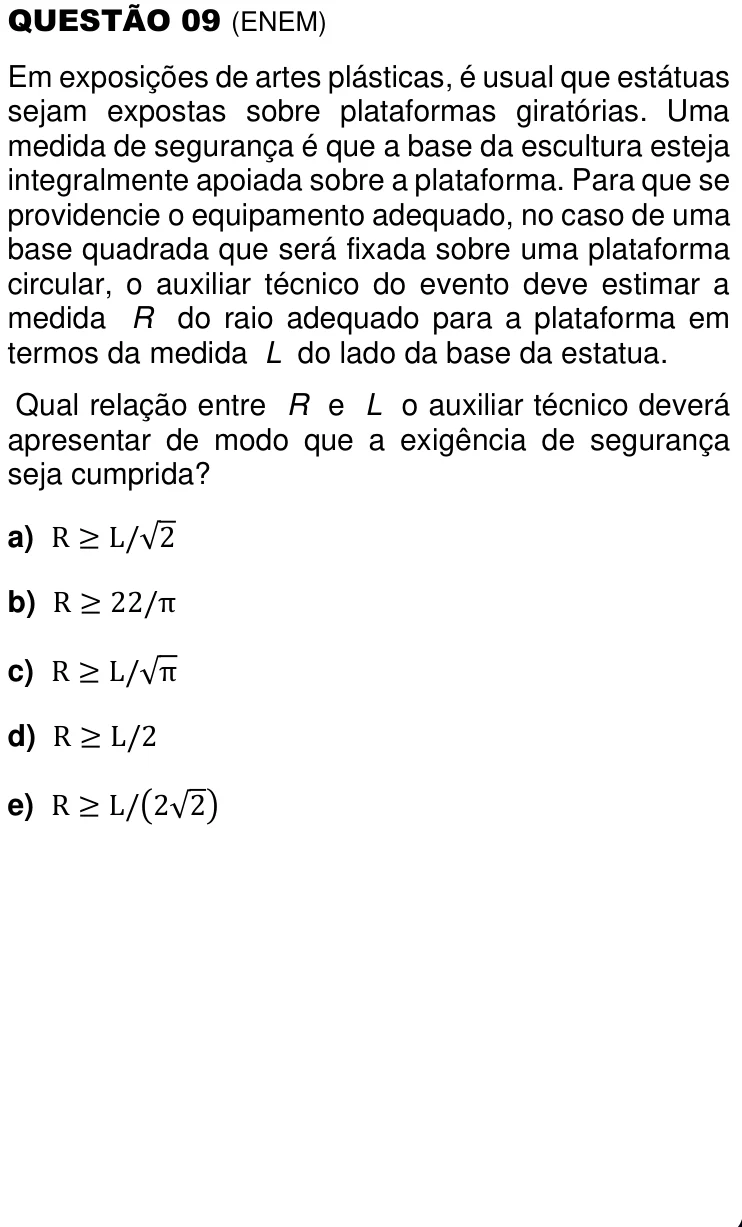 QUESTÃO 09 (ENEM)
Em exposições de artes plásticas, é usual que estátuas
sejam expostas sobre plataformas giratórias. Uma
medida de segurança é que a base da escultura esteja
integralmente apoiada sobre a plataforma. Para que se
providencie o equipamento adequado, no caso de uma
base quadrada que será fixada sobre uma plataforma
circular, o auxiliar técnico do evento deve estimar a
medida R do raio adequado para a plataforma em
termos da medida L do lado da base da estatua.
Qual relação entre R e L o auxiliar técnico deverá
apresentar de modo que a exigência de segurança
seja cumprida?
a) R ≥ L/√2
b) R ≥ 22/π
c) R ≥ L/√π
d) R ≥ L/2
e) R ≥ L/(2√2)